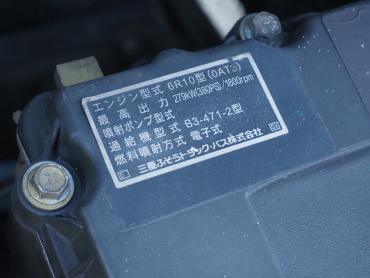 エンジン型式 6R10型(0AT3)
最高出力 279kW(380PS)/1800rpm
噴射ポンプ型式
過給機型式 B3-471-2型
燃料噴射方式 電子式
三菱ふそうトラック・バス株式会社